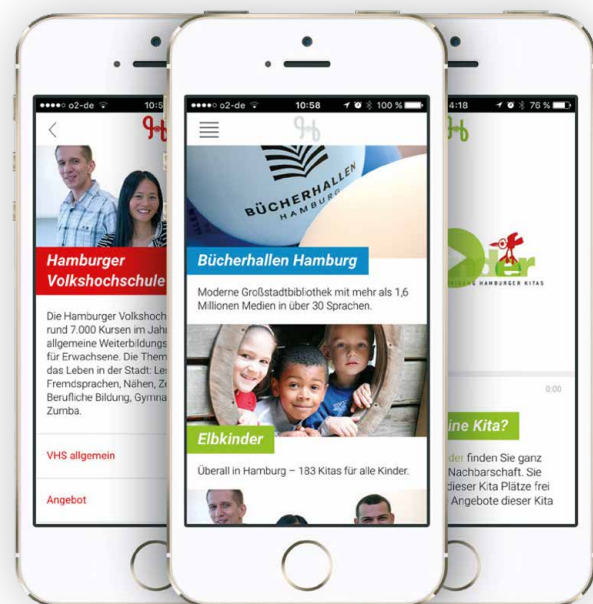 o2-de
10:5
Hamburger
Volkshochschule
Die Hamburger Volkshoch
rund 7.000 Kursen im Jah
allgemeine Weiterbildungs
für Erwachsene. Die Them
das Leben in der Stadt: Le
Fremdsprachen, Nähen, Ze
Berufliche Bildung, Gymna
Zumba.
VHS allgemein
Angebot
o2-de
10:58
100 %
BÜCHERHALLEN
HAMBURG
Bücherhallen Hamburg
Moderne Großstadtbibliothek mit mehr als 1,6
Millionen Medien in über 30 Sprachen.
Elbkinder
Überall in Hamburg – 183 Kitas für alle Kinder.
4:18
76 %
nder
GUNG HAMBURGER KITAS
0:00
ine Kita?
der finden Sie ganz
Nachbarschaft. Sie
dieser Kita Plätze frei
Angebote dieser Kita